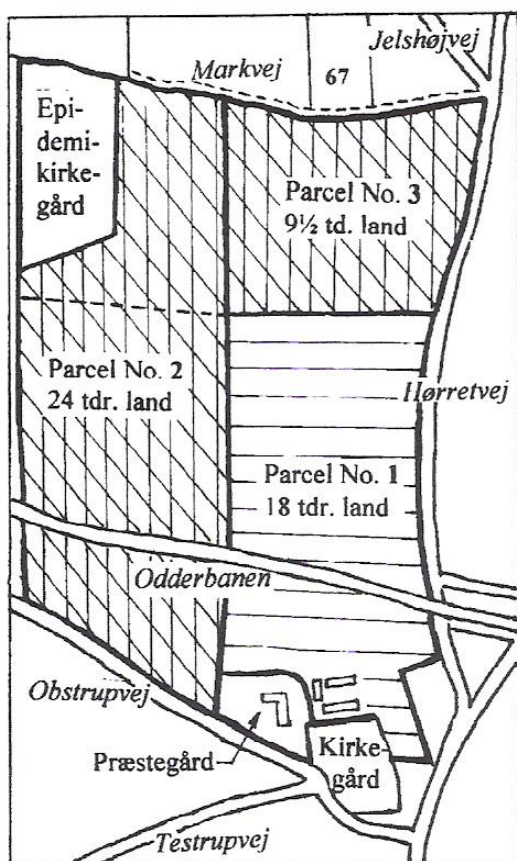 Jelshøjvej
Markvej
67
Epi-
demi-
kirke-
gård
Parcel No. 3
9½ td. land
Parcel No. 2
24 tdr. land
Hørretvej
Parcel No. 1
18 tdr. land
Odderbanen
Obstrupvej
Præstegård
Kirke-
gård
Testrupvej